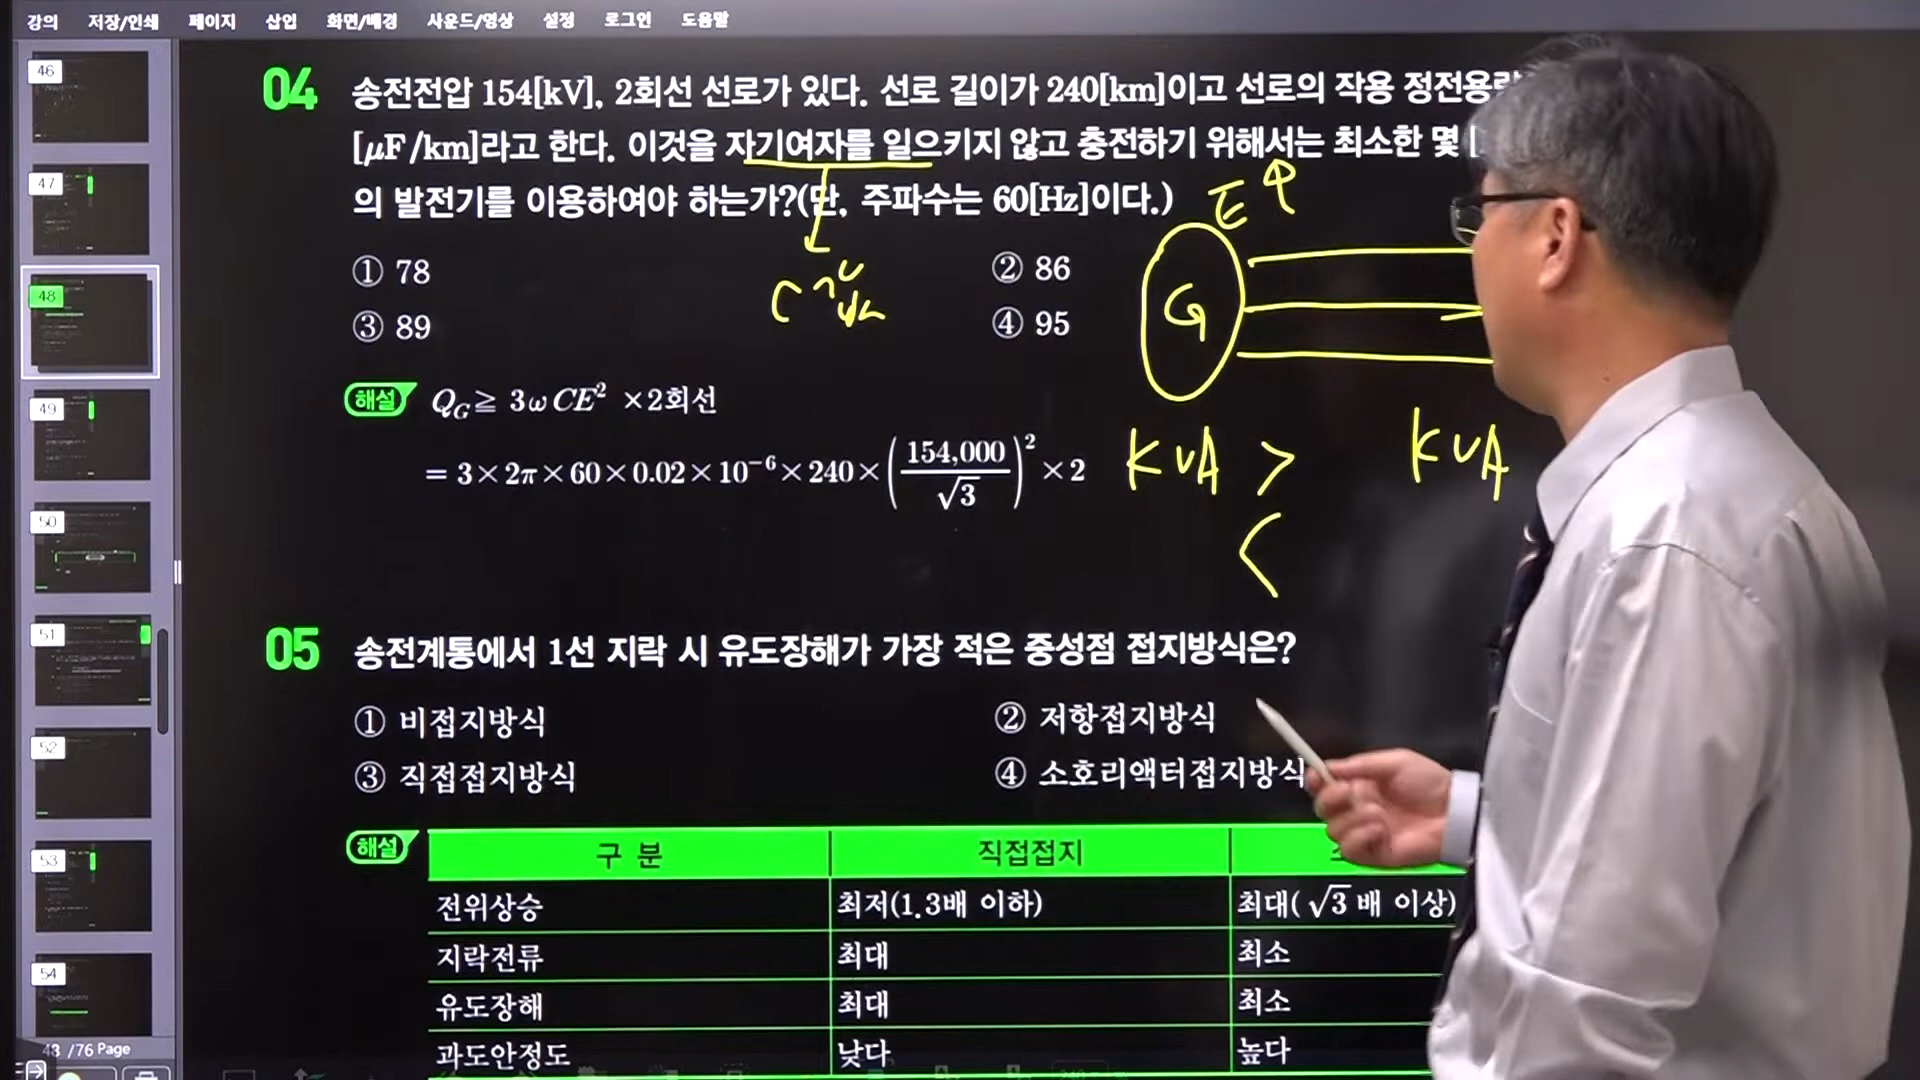 강의 저장/인쇄 페이지 삽입 화면/배경 사운드/영상 설정 로그인 도움말
46
47
48
49
50
51
52
53
54
48 /76 Page
04 송전전압 154[kV], 2회선 선로가 있다. 선로 길이가 240[km]이고 선로의 작용 정전용량
[μF/km]라고 한다. 이것을 자기여자를 일으키지 않고 충전하기 위해서는 최소한 몇 [
의 발전기를 이용하여야 하는가?(단, 주파수는 60[Hz]이다.)
① 78
② 86
③ 89
④ 95
E
G
C
해설 Q_G ≧ 3ωCE² ×2회선
= 3×2π×60×0.02×10⁻⁶×240×(154,000/√3)²×2
KVA > KVA
<
05 송전계통에서 1선 지락 시 유도장해가 가장 적은 중성점 접지방식은?
① 비접지방식
② 저항접지방식
③ 직접접지방식
④ 소호리액터접지방식
해설 구 분 직접접지
전위상승 최저(1.3배 이하) 최대(√3배 이상)
지락전류 최대 최소
유도장해 최대 최소
과도안정도 낮다 높다